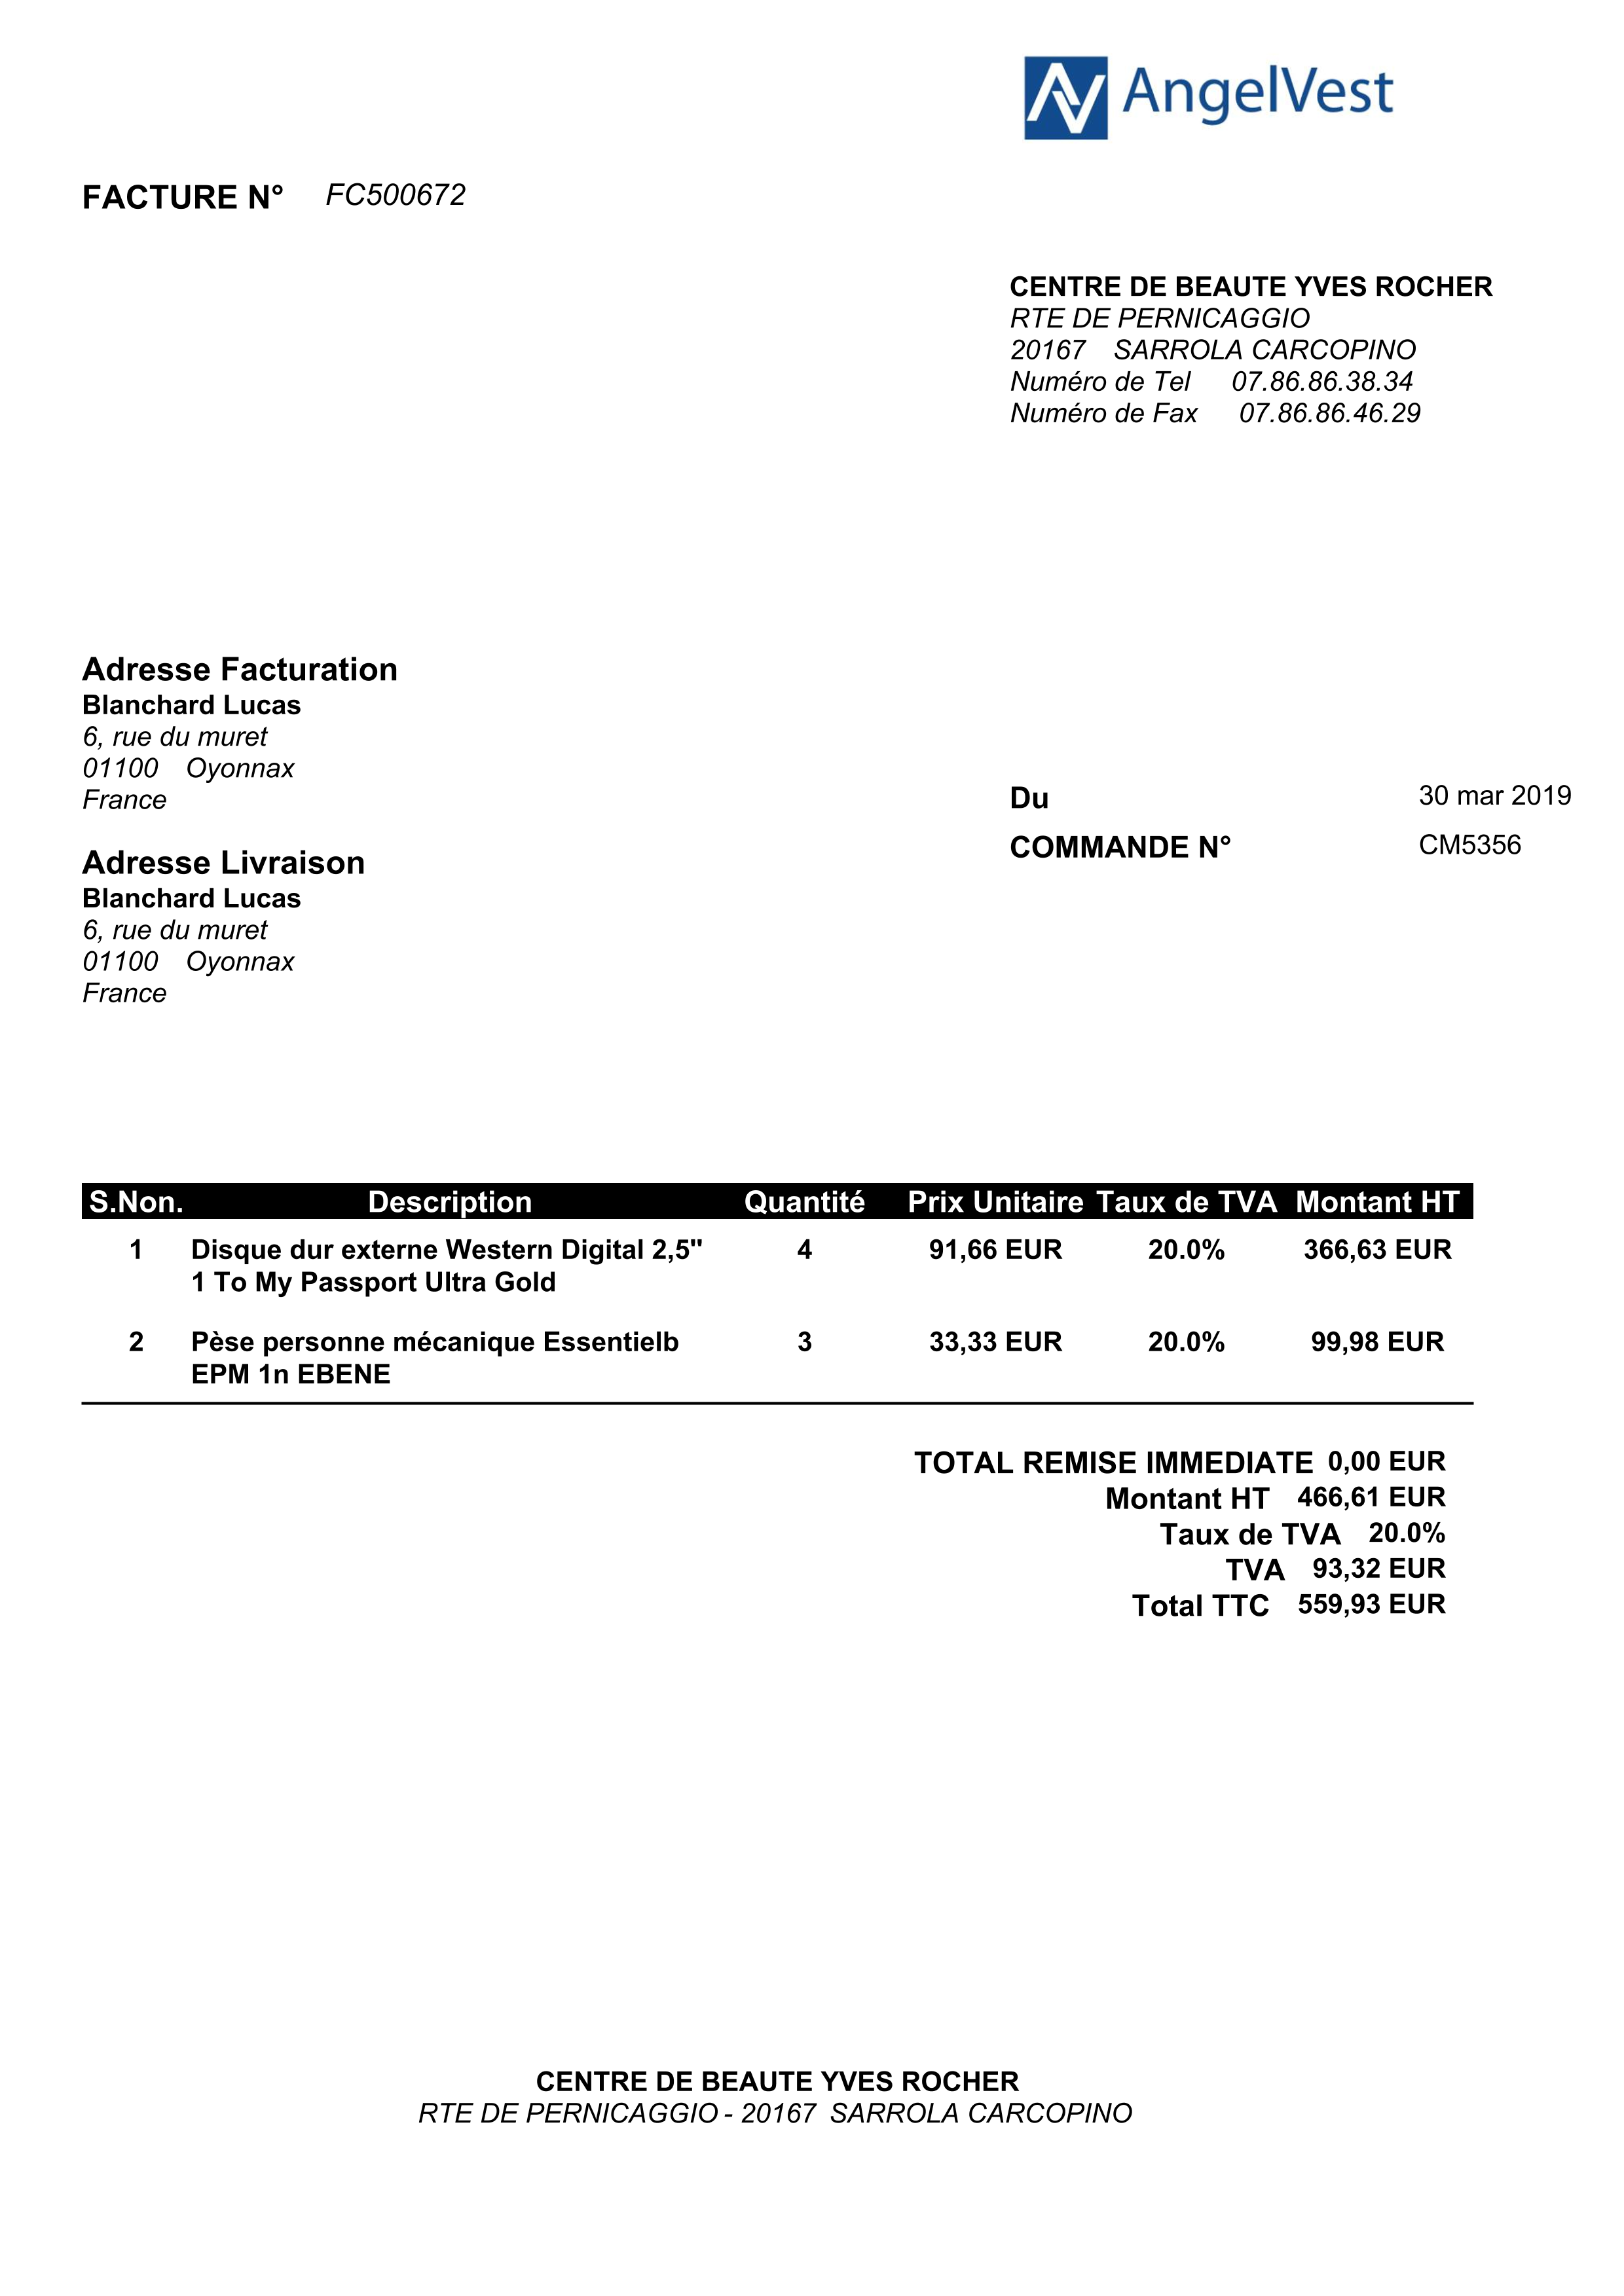 AngelVest
FACTURE N° FC500672
CENTRE DE BEAUTE YVES ROCHER
RTE DE PERNICAGGIO
20167 SARROLA CARCOPINO
Numéro de Tel 07.86.86.38.34
Numéro de Fax 07.86.86.46.29
Adresse Facturation
Blanchard Lucas
6, rue du muret
01100 Oyonnax
France
Du 30 mar 2019
COMMANDE N° CM5356
Adresse Livraison
Blanchard Lucas
6, rue du muret
01100 Oyonnax
France
S.Non. Description Quantité Prix Unitaire Taux de TVA Montant HT
1 Disque dur externe Western Digital 2,5" 4 91,66 EUR 20.0% 366,63 EUR
1 To My Passport Ultra Gold
2 Pèse personne mécanique Essentielb 3 33,33 EUR 20.0% 99,98 EUR
EPM 1n EBENE
TOTAL REMISE IMMEDIATE 0,00 EUR
Montant HT 466,61 EUR
Taux de TVA 20.0%
TVA 93,32 EUR
Total TTC 559,93 EUR
CENTRE DE BEAUTE YVES ROCHER
RTE DE PERNICAGGIO - 20167 SARROLA CARCOPINO